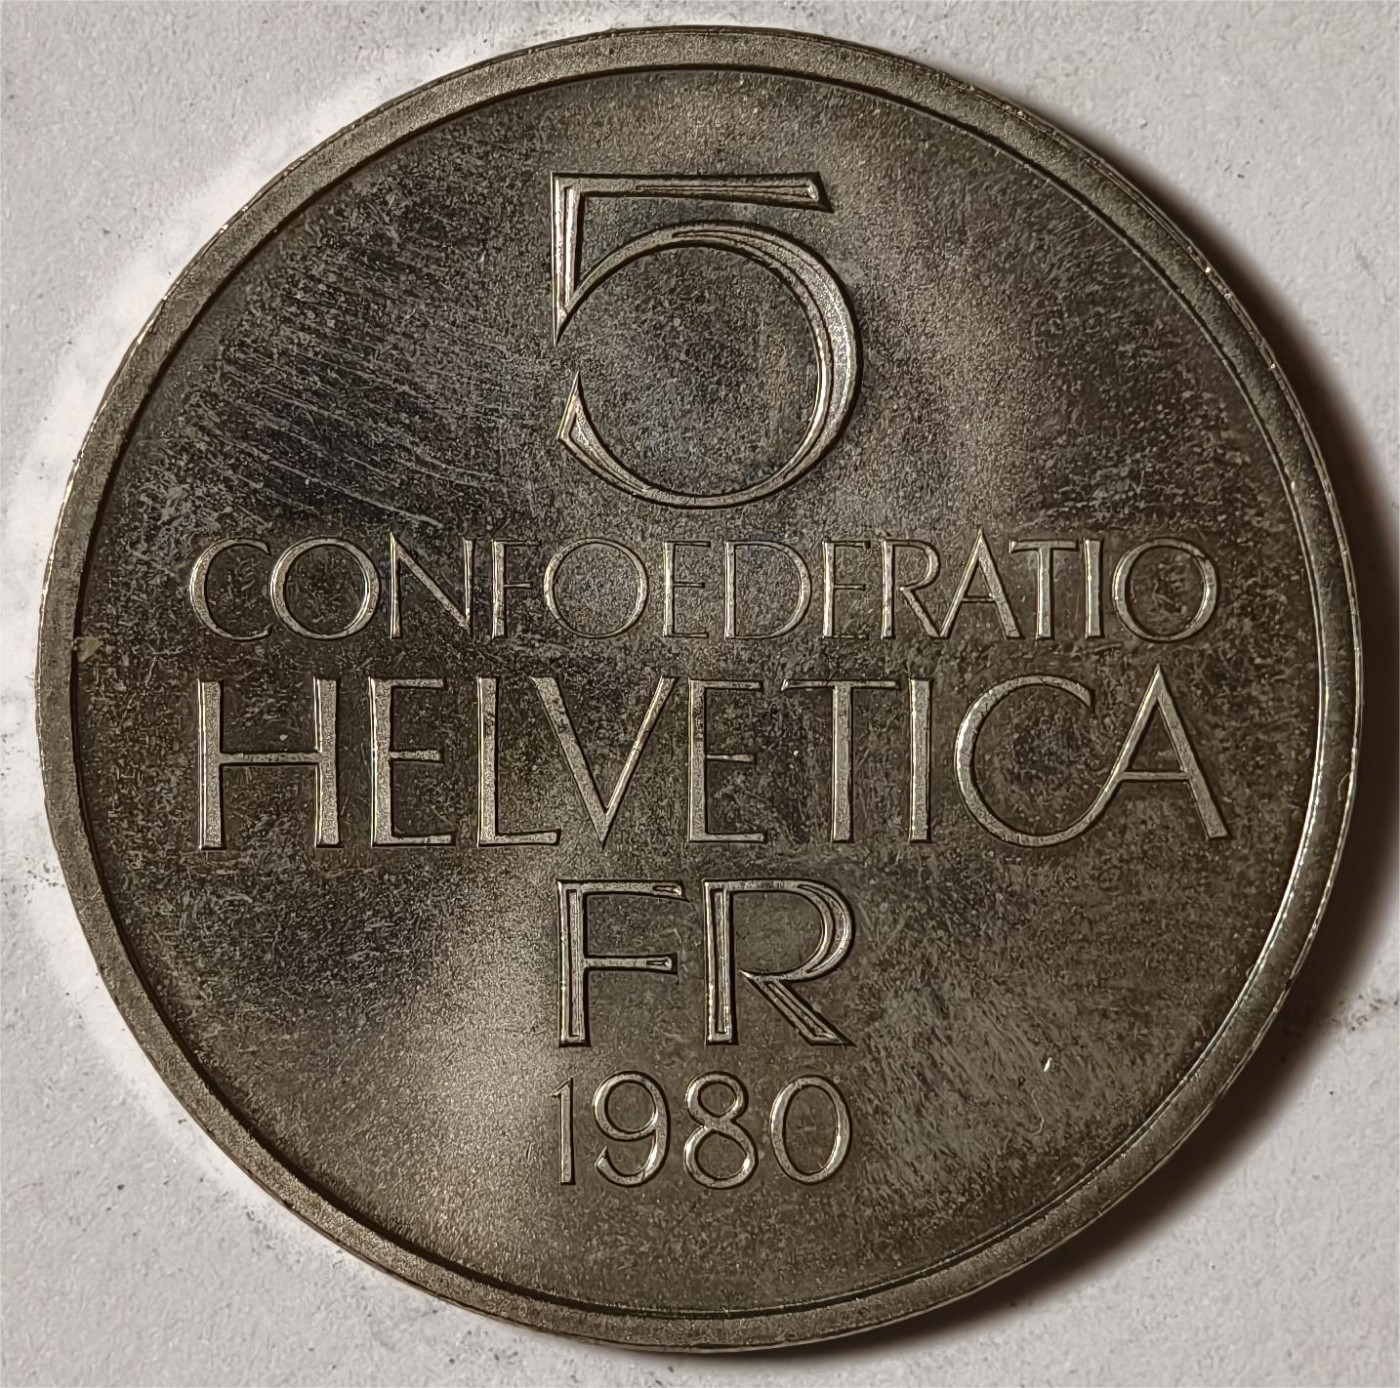 5
CONFOEDERATIO
HELVETICA
FR
1980